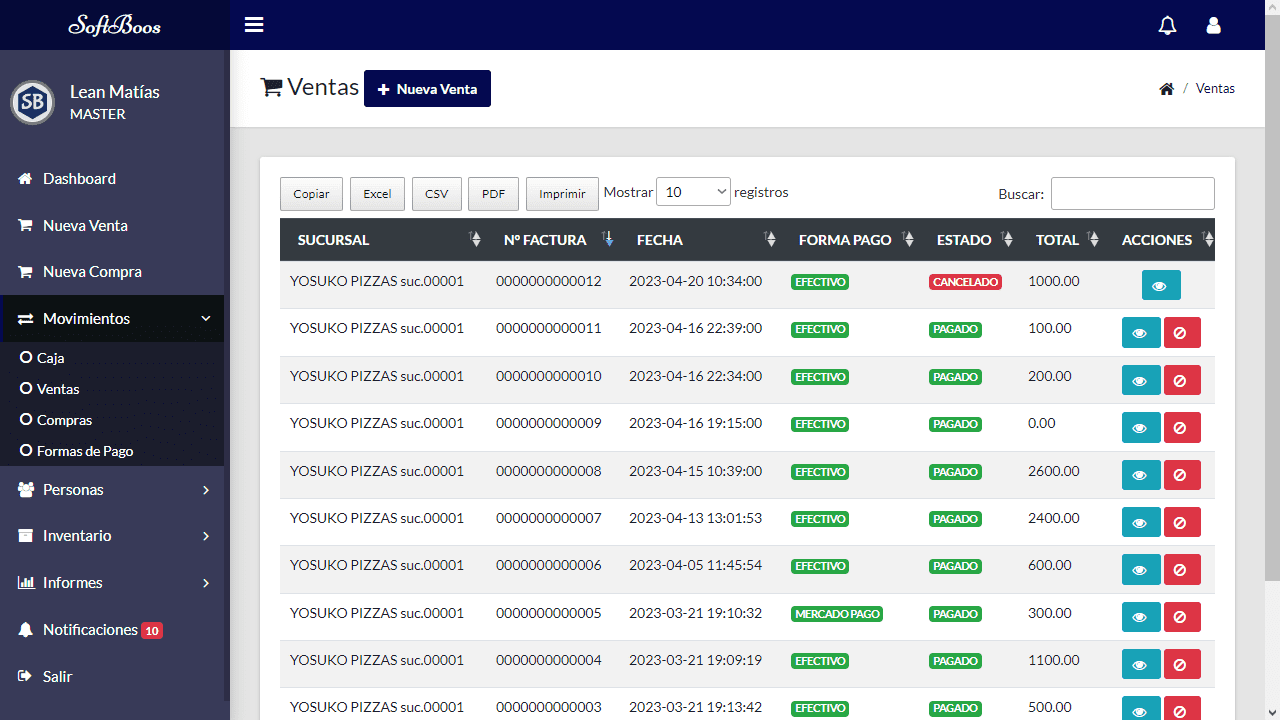 SoftBoos
Lean Matías
MASTER
Dashboard
Nueva Venta
Nueva Compra
Movimientos
Caja
Ventas
Compras
Formas de Pago
Personas
Inventario
Informes
Notificaciones 10
Salir
Ventas + Nueva Venta
/ Ventas
Copiar Excel CSV PDF Imprimir Mostrar 10 registros Buscar:
SUCURSAL Nº FACTURA FECHA FORMA PAGO ESTADO TOTAL ACCIONES
YOSUKO PIZZAS suc.00001 0000000000012 2023-04-20 10:34:00 EFECTIVO CANCELADO 1000.00
YOSUKO PIZZAS suc.00001 0000000000011 2023-04-16 22:39:00 EFECTIVO PAGADO 100.00
YOSUKO PIZZAS suc.00001 0000000000010 2023-04-16 22:34:00 EFECTIVO PAGADO 200.00
YOSUKO PIZZAS suc.00001 0000000000009 2023-04-16 19:15:00 EFECTIVO PAGADO 0.00
YOSUKO PIZZAS suc.00001 0000000000008 2023-04-15 10:39:00 EFECTIVO PAGADO 2600.00
YOSUKO PIZZAS suc.00001 0000000000007 2023-04-13 13:01:53 EFECTIVO PAGADO 2400.00
YOSUKO PIZZAS suc.00001 0000000000006 2023-04-05 11:45:54 EFECTIVO PAGADO 600.00
YOSUKO PIZZAS suc.00001 0000000000005 2023-03-21 19:10:32 MERCADO PAGO PAGADO 300.00
YOSUKO PIZZAS suc.00001 0000000000004 2023-03-21 19:09:19 EFECTIVO PAGADO 1100.00
YOSUKO PIZZAS suc.00001 0000000000003 2023-03-21 19:13:42 EFECTIVO PAGADO 500.00
SB